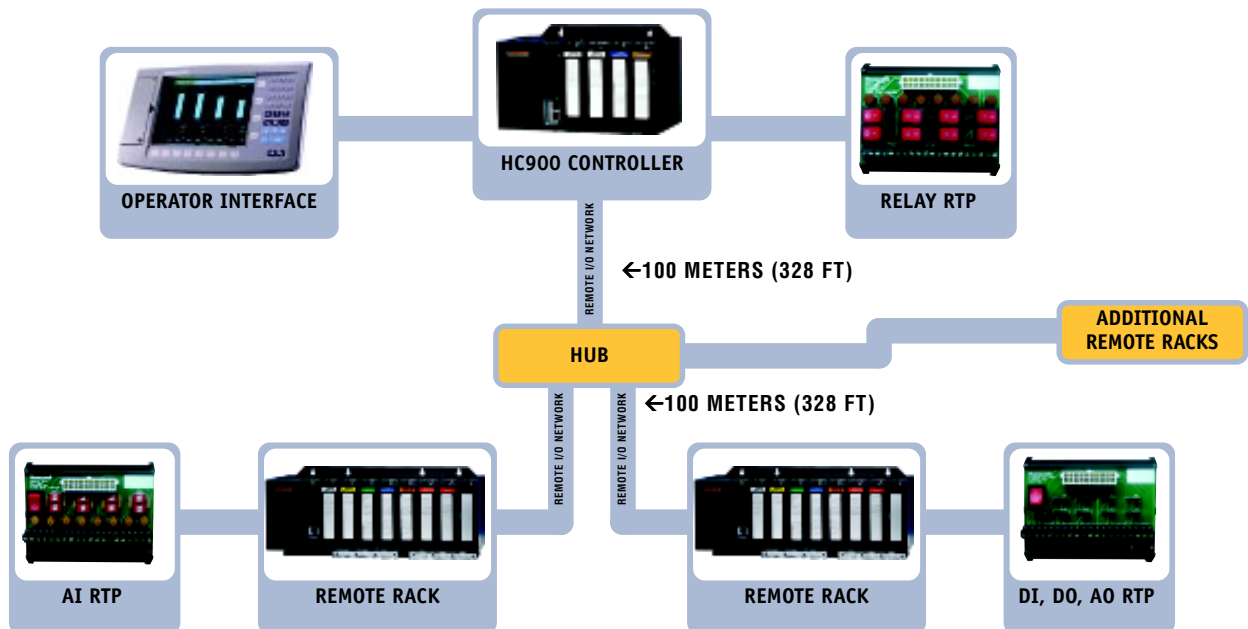 OPERATOR INTERFACE
HC900 CONTROLLER
RELAY RTP
REMOTE I/O NETWORK
←100 METERS (328 FT)
HUB
ADDITIONAL
REMOTE RACKS
REMOTE I/O NETWORK
REMOTE I/O NETWORK
←100 METERS (328 FT)
AI RTP
REMOTE RACK
REMOTE RACK
DI, DO, AO RTP